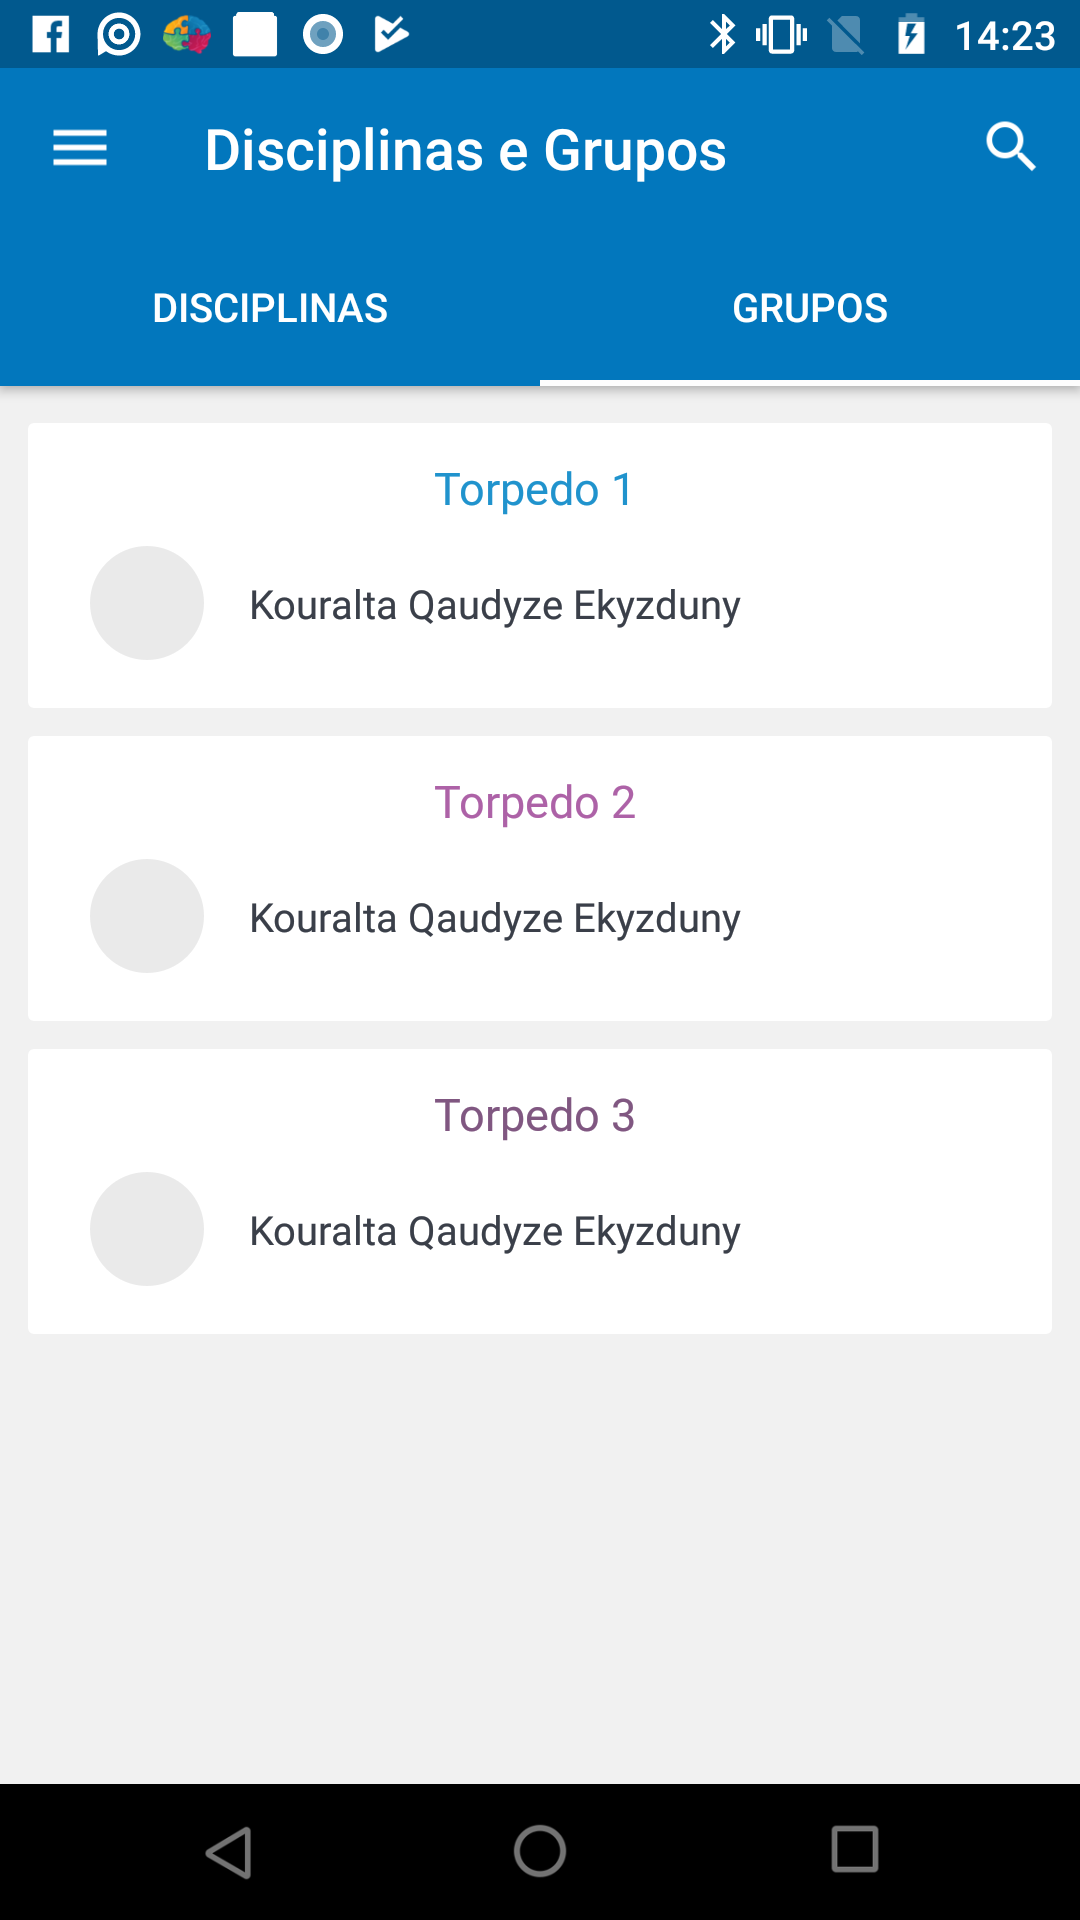 14:23
Disciplinas e Grupos
DISCIPLINAS
GRUPOS
Torpedo 1
Kouralta Qaudyze Ekyzduny
Torpedo 2
Kouralta Qaudyze Ekyzduny
Torpedo 3
Kouralta Qaudyze Ekyzduny